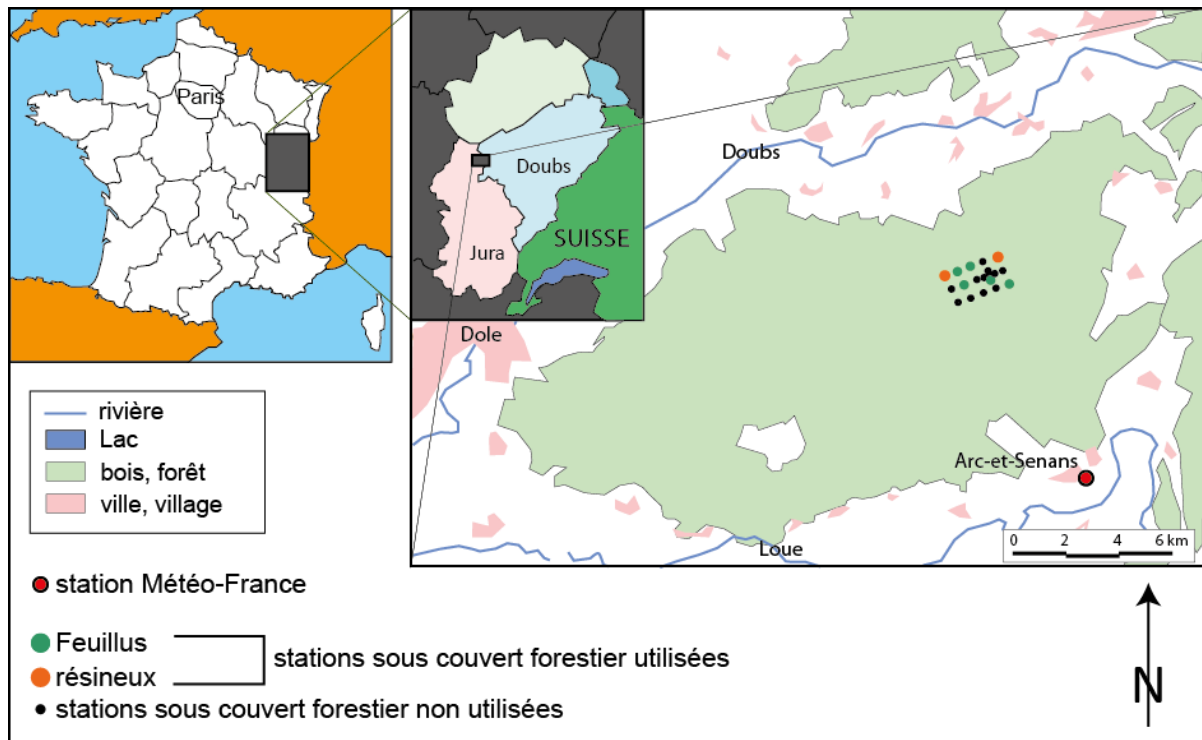 Paris
Doubs
Jura
SUISSE
Doubs
Dole
Arc-et-Senans
Loue
0 2 4 6 km
rivière
Lac
bois, forêt
ville, village
station Météo-France
Feuillus
résineux
stations sous couvert forestier utilisées
stations sous couvert forestier non utilisées
N